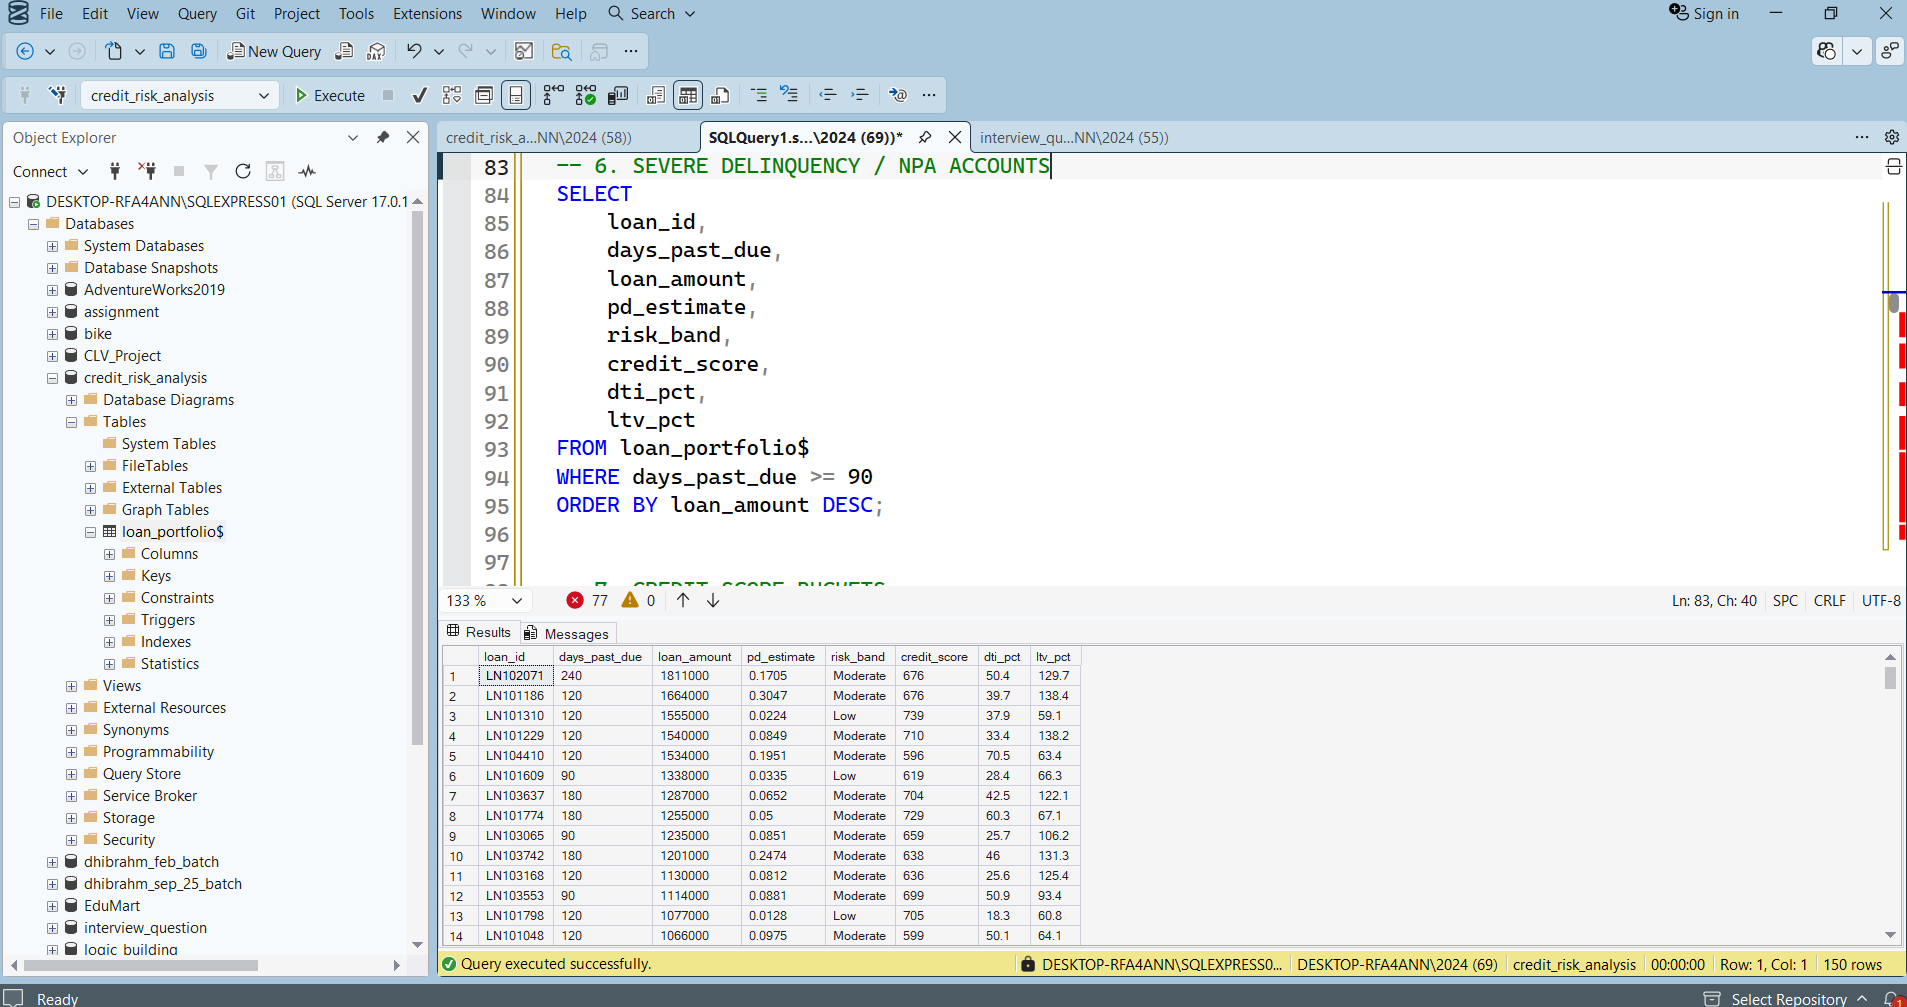 File Edit View Query Git Project Tools Extensions Window Help Search Sign in
New Query DAX
credit_risk_analysis Execute
Object Explorer
Connect
DESKTOP-RFA4ANN\SQLEXPRESS01 (SQL Server 17.0.1
Databases
System Databases
Database Snapshots
AdventureWorks2019
assignment
bike
CLV_Project
credit_risk_analysis
Database Diagrams
Tables
System Tables
FileTables
External Tables
Graph Tables
loan_portfolio$
Columns
Keys
Constraints
Triggers
Indexes
Statistics
Views
External Resources
Synonyms
Programmability
Query Store
Service Broker
Storage
Security
dhibrahm_feb_batch
dhibrahm_sep_25_batch
EduMart
interview_question
logic_building
credit_risk_a...NN\2024 (58)) SQLQuery1.s...\2024 (69))* interview_qu...NN\2024 (55))
83 -- 6. SEVERE DELINQUENCY / NPA ACCOUNTS
84 SELECT
85 loan_id,
86 days_past_due,
87 loan_amount,
88 pd_estimate,
89 risk_band,
90 credit_score,
91 dti_pct,
92 ltv_pct
93 FROM loan_portfolio$
94 WHERE days_past_due >= 90
95 ORDER BY loan_amount DESC;
96
97
133 % 77 0 Ln: 83, Ch: 40 SPC CRLF UTF-8
Results Messages
loan_id days_past_due loan_amount pd_estimate risk_band credit_score dti_pct ltv_pct
1 LN102071 240 1811000 0.1705 Moderate 676 50.4 129.7
2 LN101186 120 1664000 0.3047 Moderate 676 39.7 138.4
3 LN101310 120 1555000 0.0224 Low 739 37.9 59.1
4 LN101229 120 1540000 0.0849 Moderate 710 33.4 138.2
5 LN104410 120 1534000 0.1951 Moderate 596 70.5 63.4
6 LN101609 90 1338000 0.0335 Low 619 28.4 66.3
7 LN103637 180 1287000 0.0652 Moderate 704 42.5 122.1
8 LN101774 180 1255000 0.05 Moderate 729 60.3 67.1
9 LN103065 90 1235000 0.0851 Moderate 659 25.7 106.2
10 LN103742 180 1201000 0.2474 Moderate 638 46 131.3
11 LN103168 120 1130000 0.0812 Moderate 636 25.6 125.4
12 LN103553 90 1114000 0.0881 Moderate 699 50.9 93.4
13 LN101798 120 1077000 0.0128 Low 705 18.3 60.8
14 LN101048 120 1066000 0.0975 Moderate 599 50.1 64.1
Query executed successfully. DESKTOP-RFA4ANN\SQLEXPRESS0... DESKTOP-RFA4ANN\2024 (69) credit_risk_analysis 00:00:00 Row: 1, Col: 1 150 rows
Ready Select Repository 1